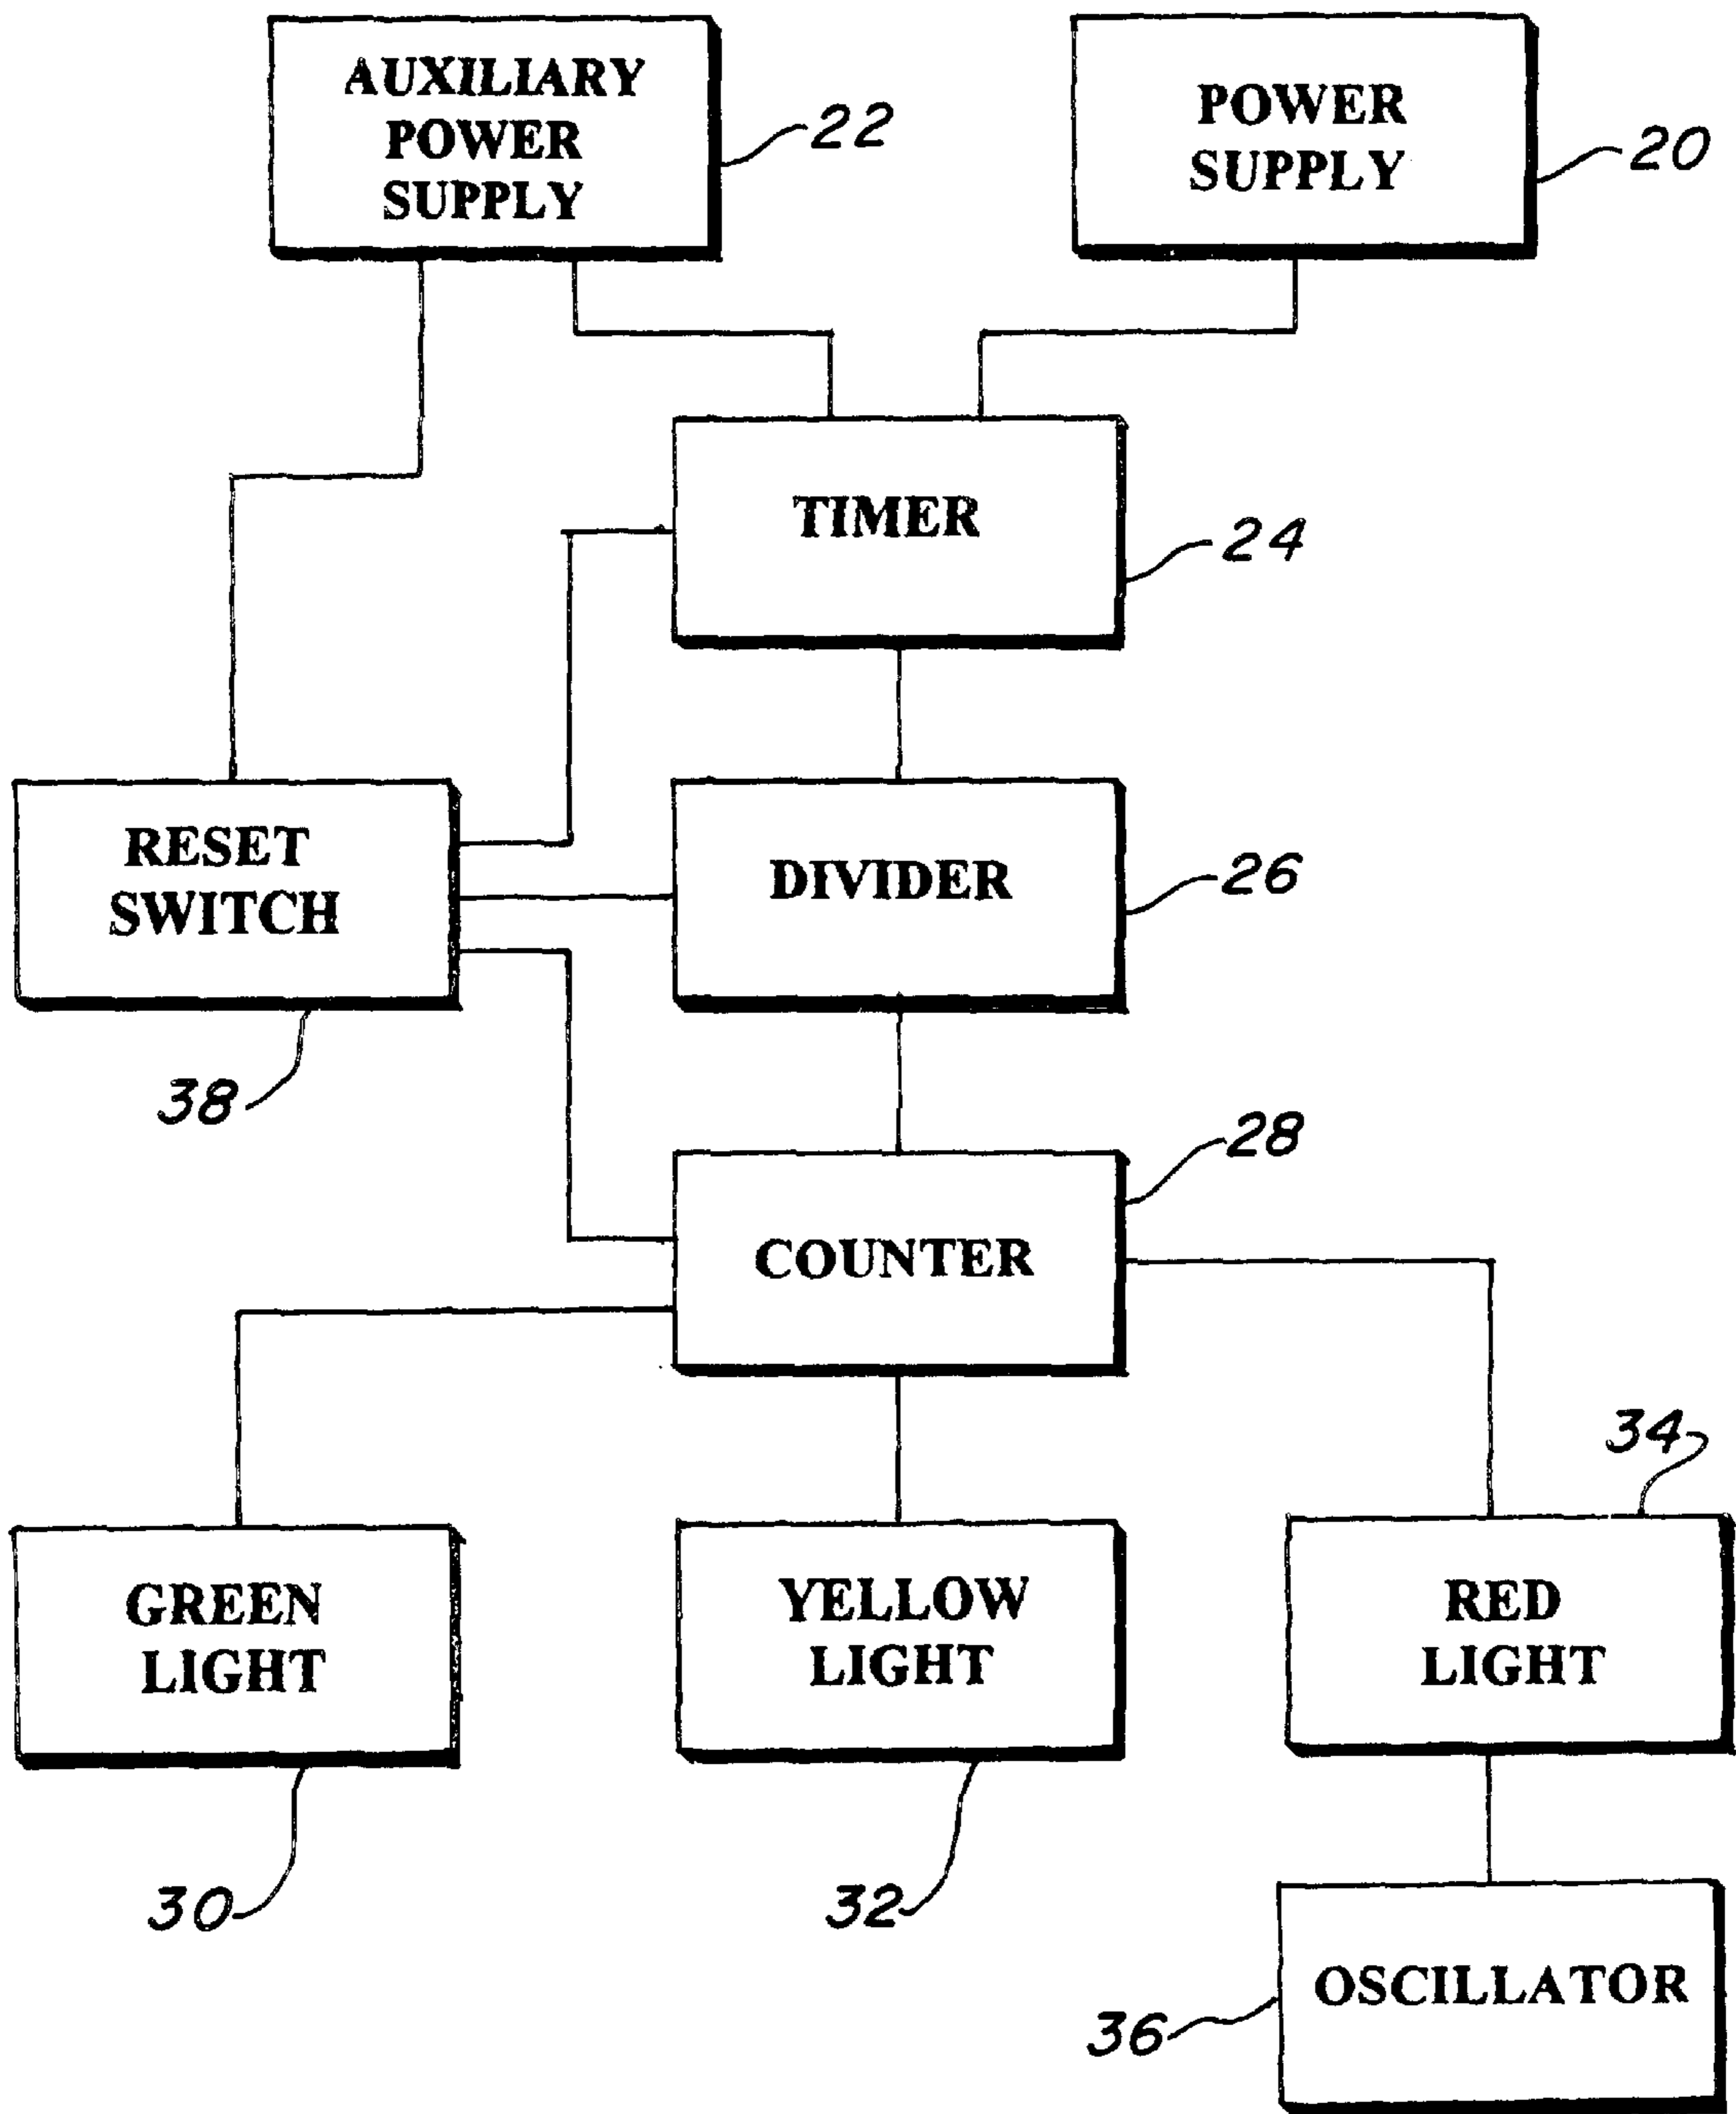 AUXILIARY
POWER
SUPPLY
22
POWER
SUPPLY
20
TIMER
24
RESET
SWITCH
38
DIVIDER
26
COUNTER
28
GREEN
LIGHT
30
YELLOW
LIGHT
32
RED
LIGHT
34
OSCILLATOR
36